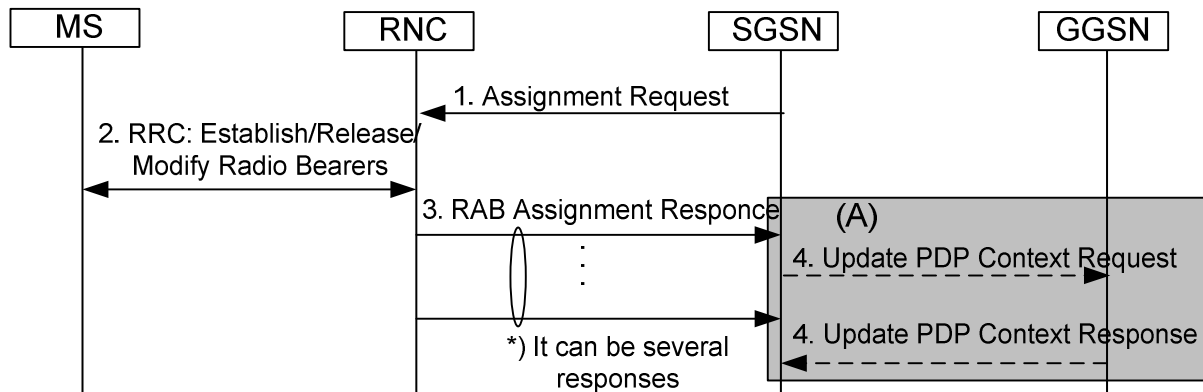 MS
RNC
SGSN
GGSN
1. Assignment Request
2. RRC: Establish/Release/
Modify Radio Bearers
3. RAB Assignment Responce
(A)
4. Update PDP Context Request
4. Update PDP Context Response
*) It can be several
responses